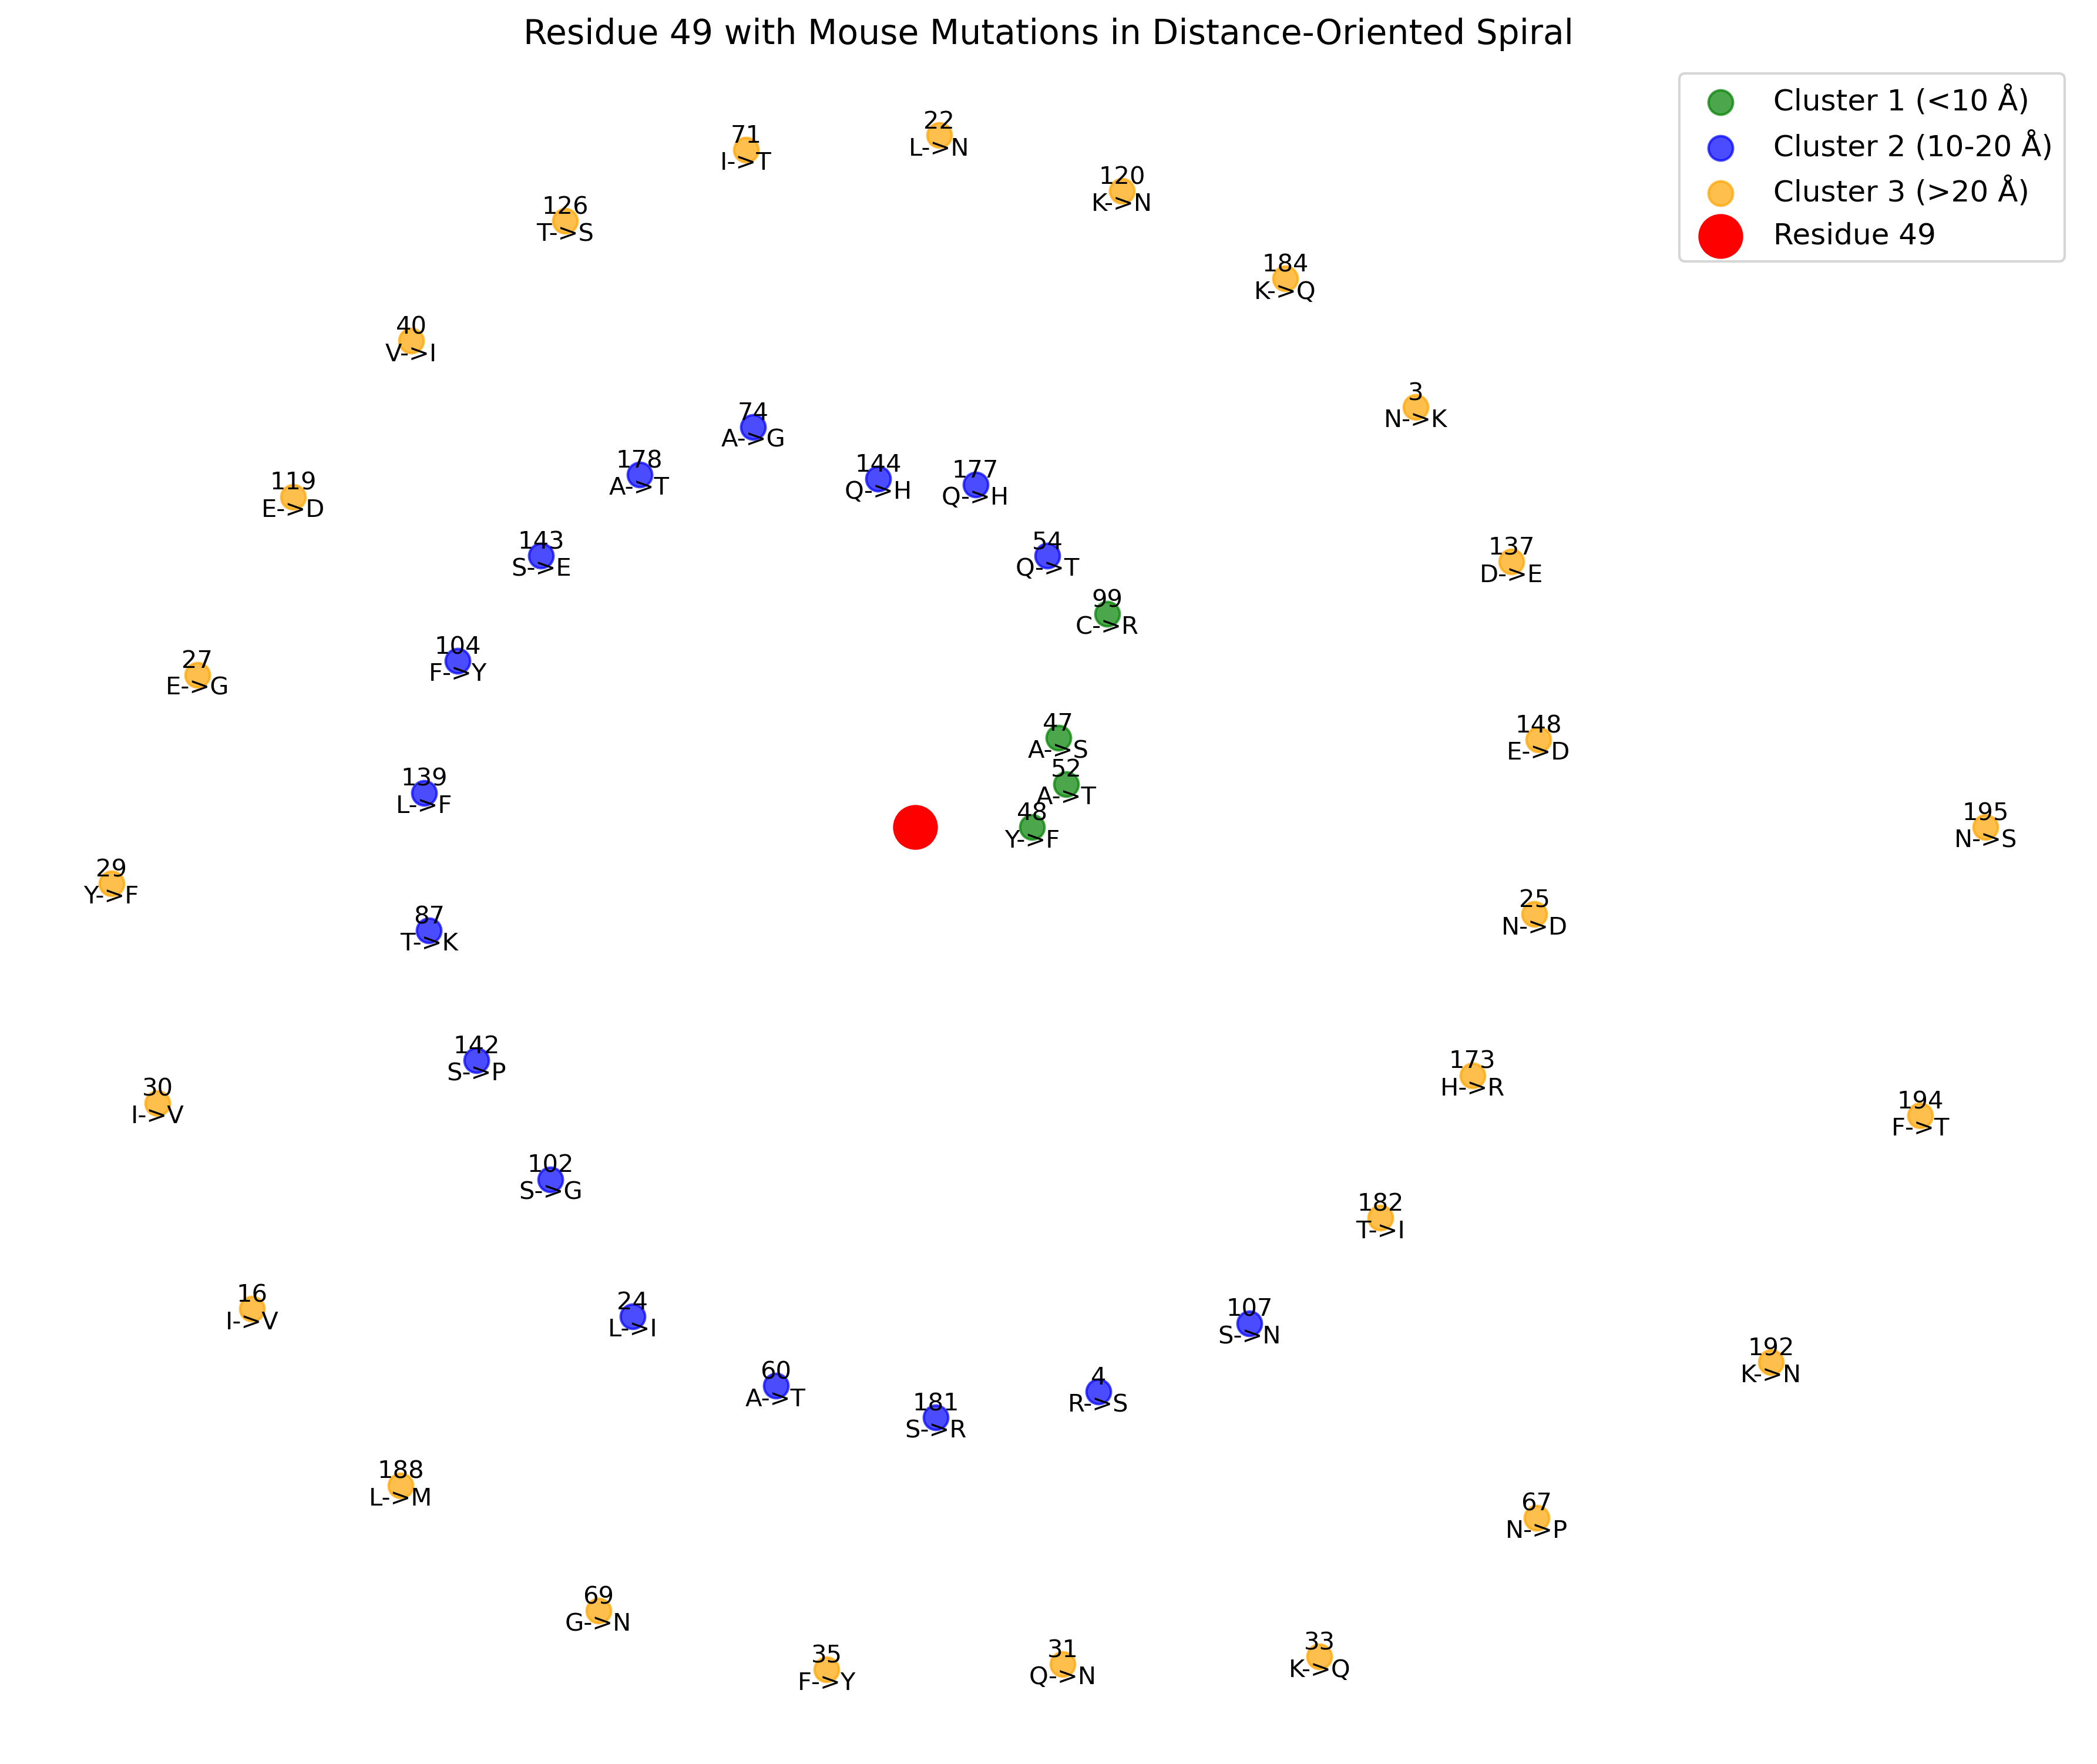 Residue 49 with Mouse Mutations in Distance-Oriented Spiral
Cluster 1 (<10 Å)
Cluster 2 (10-20 Å)
Cluster 3 (>20 Å)
Residue 49
71
I->T
22
L->N
120
K->N
126
T->S
184
K->Q
40
V->I
3
N->K
74
A->G
178
A->T
144
Q->H
177
Q->H
119
E->D
143
S->E
54
Q->T
137
D->E
99
C->R
104
F->Y
27
E->G
47
A->S
148
E->D
52
A->T
139
L->F
48
Y->F
195
N->S
29
Y->F
25
N->D
87
T->K
142
S->P
173
H->R
30
I->V
194
F->T
102
S->G
182
T->I
16
I->V
24
L->I
107
S->N
192
K->N
60
A->T
4
R->S
181
S->R
188
L->M
67
N->P
69
G->N
35
F->Y
31
Q->N
33
K->Q